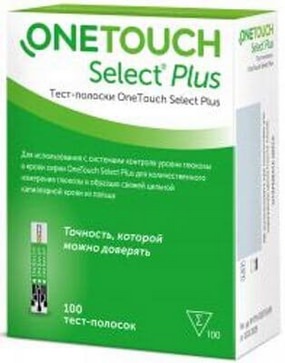 ONETOUCH
Select® Plus
Тест-полоски OneTouch Select Plus
Для использования с системами контроля уровня глюкозы
в крови серии OneTouch Select Plus для количественного
измерения глюкозы в образцах свежей цельной
капиллярной крови из пальца
Точность, которой
можно доверять
100
тест-полосок
Σ 100